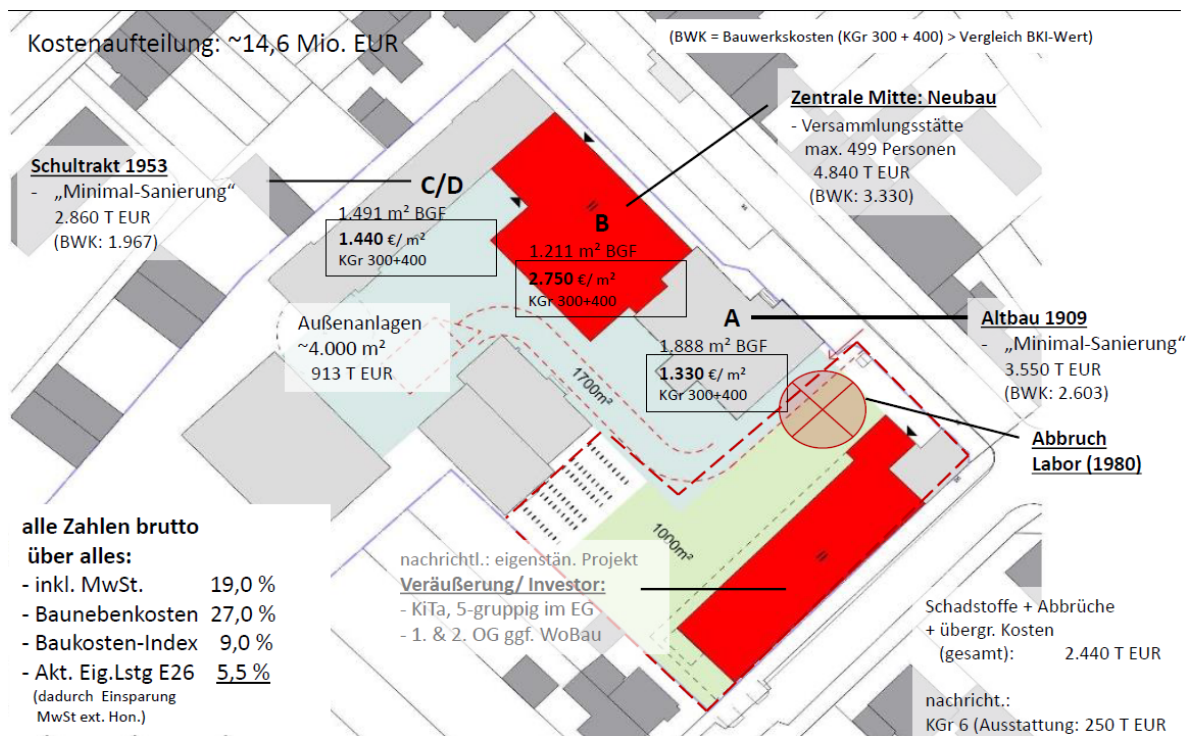 Kostenaufteilung: ~14,6 Mio. EUR
(BWK = Bauwerkskosten (KGr 300 + 400) > Vergleich BKI-Wert)
Zentrale Mitte: Neubau
- Versammlungsstätte
max. 499 Personen
4.840 T EUR
(BWK: 3.330)
Schultrakt 1953
- „Minimal-Sanierung“
2.860 T EUR
(BWK: 1.967)
C/D
1.491 m² BGF
1.440 €/ m²
KGr 300+400
II
B
1.211 m² BGF
2.750 €/ m²
KGr 300+400
A
1.888 m² BGF
1.330 €/ m²
KGr 300+400
Altbau 1909
- „Minimal-Sanierung“
3.550 T EUR
(BWK: 2.603)
Außenanlagen
~4.000 m²
913 T EUR
1700m²
Abbruch
Labor (1980)
1000m²
II
nachrichtl.: eigenstän. Projekt
Veräußerung/ Investor:
- KiTa, 5-gruppig im EG
- 1. & 2. OG ggf. WoBau
alle Zahlen brutto
über alles:
- inkl. MwSt. 19,0 %
- Baunebenkosten 27,0 %
- Baukosten-Index 9,0 %
- Akt. Eig.Lstg E26 5,5 %
(dadurch Einsparung
MwSt ext. Hon.)
Schadstoffe + Abbrüche
+ übergr. Kosten
(gesamt): 2.440 T EUR
nachricht.:
KGr 6 (Ausstattung: 250 T EUR